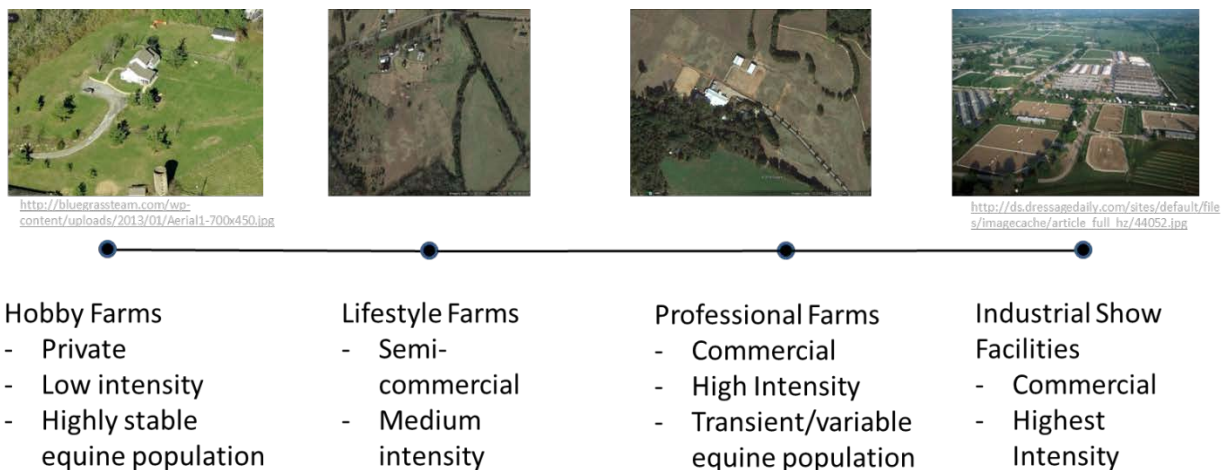 http://bluegrassteam.com/wp-
content/uploads/2013/01/Aerial1-700x450.jpg
http://ds.dressagedaily.com/sites/default/file
s/imagecache/article_full_hz/44052.jpg
Hobby Farms
- Private
- Low intensity
- Highly stable
equine population
Lifestyle Farms
- Semi-
commercial
- Medium
intensity
Professional Farms
- Commercial
- High Intensity
- Transient/variable
equine population
Industrial Show
Facilities
- Commercial
- Highest
Intensity